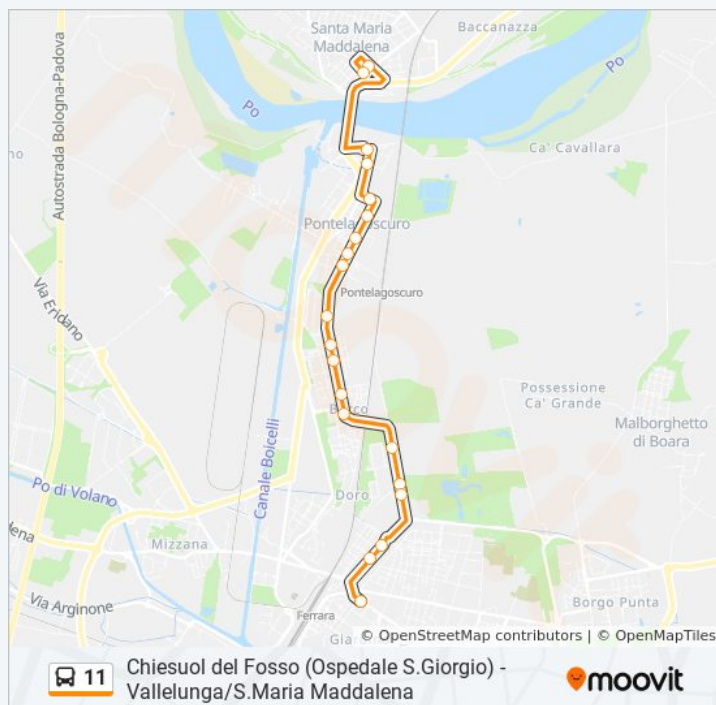 Santa Maria
Maddalena
Baccanazza
Autostrada Bologna-Padova
Po
Po
Ca' Cavallara
Pontelagoscuro
Via Eridano
Pontelagoscuro
Possessione
Ca' Grande
Malborghetto
di Boara
Canale Boicelli
Po di Volano
Doro
Mizzana
Via Arginone
Ferrara
Borgo Punta
© OpenStreetMap contributors | © OpenMapTiles
11
Chiesuol del Fosso (Ospedale S.Giorgio) -
Vallelunga/S.Maria Maddalena
moovit